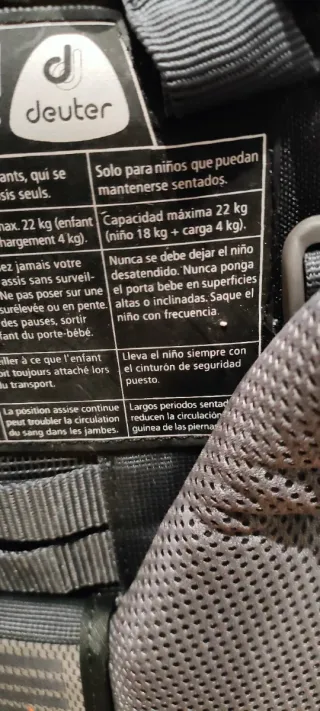 deuter
ants, qui se
sis seuls.
Solo para niños que puedan
mantenerse sentados.
max. 22 kg (enfant
hargement 4 kg).
Capacidad máxima 22 kg
(niño 18 kg + carga 4 kg).
ez jamais votre
assis sans surveil-
Ne pas poser sur une
surélevée ou en pente.
des pauses, sortir
fant du porte-bébé.
Nunca se debe dejar el niño
desatendido. Nunca ponga
el porta bebe en superficies
altas o inclinadas. Saque el
niño con frecuencia.
iller à ce que l'enfant
oit toujours attaché lors
du transport.
Lleva el niño siempre con
el cinturón de seguridad
puesto.
La position assise continue
peut troubler la circulation
du sang dans les jambes.
Largos periodos sentad
reducen la circulación
guinea de las piernas